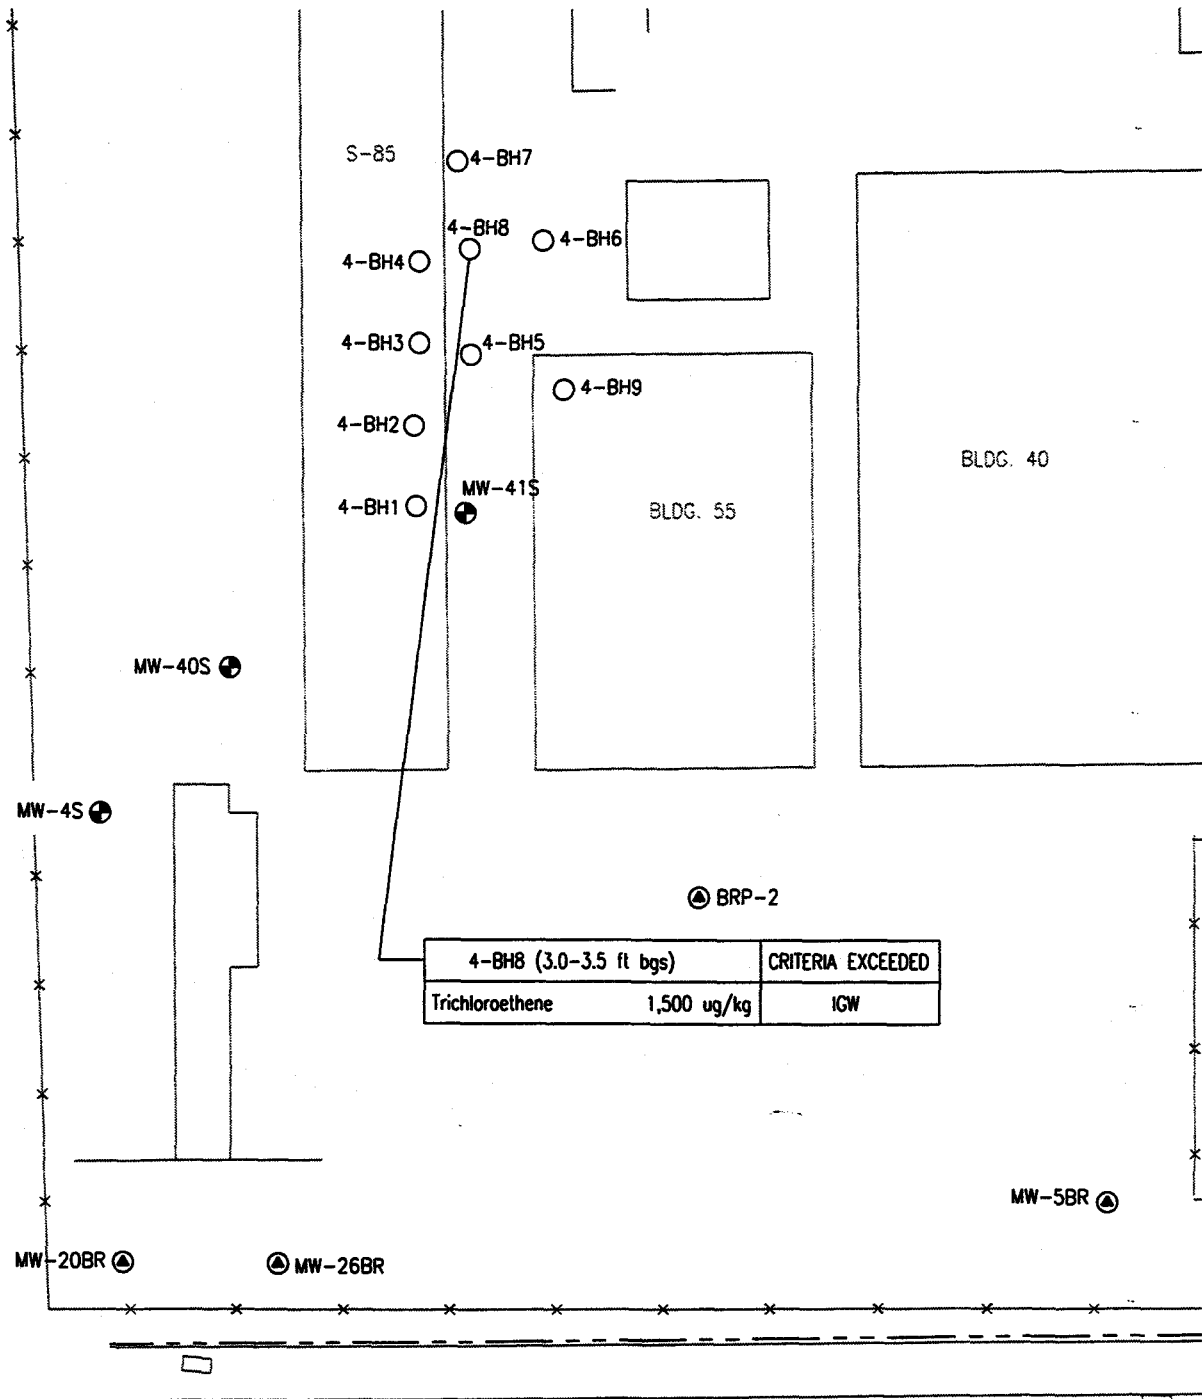 S-85
4-BH7
4-BH8
4-BH6
4-BH4
4-BH3
4-BH5
4-BH9
4-BH2
BLDG. 40
MW-41S
4-BH1
BLDG. 55
MW-40S
MW-4S
BRP-2
4-BH8 (3.0-3.5 ft bgs) CRITERIA EXCEEDED
Trichloroethene 1,500 ug/kg IGW
MW-5BR
MW-20BR
MW-26BR